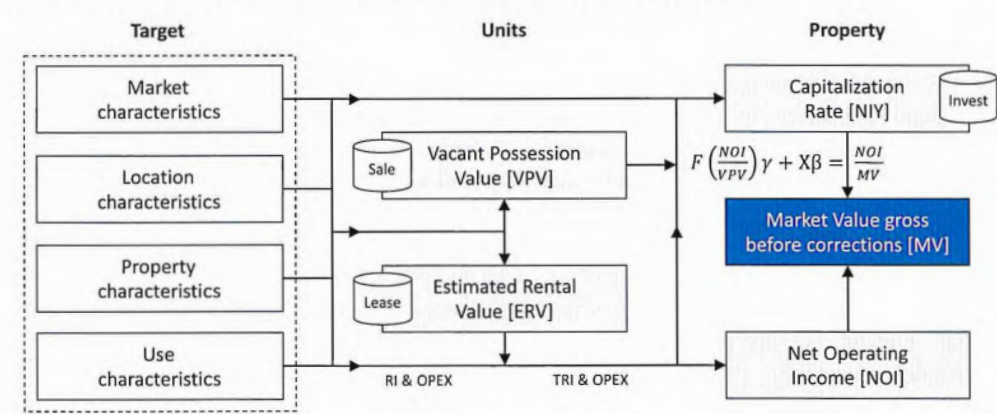 Target
Units
Property
Market
characteristics
Location
characteristics
Property
characteristics
Use
characteristics
Sale
Vacant Possession
Value [VPV]
Lease
Estimated Rental
Value [ERV]
RI & OPEX
TRI & OPEX
Capitalization
Rate [NIY]
Invest
F (NOI/VPV) γ + Xβ = NOI/MV
Market Value gross
before corrections [MV]
Net Operating
Income [NOI]